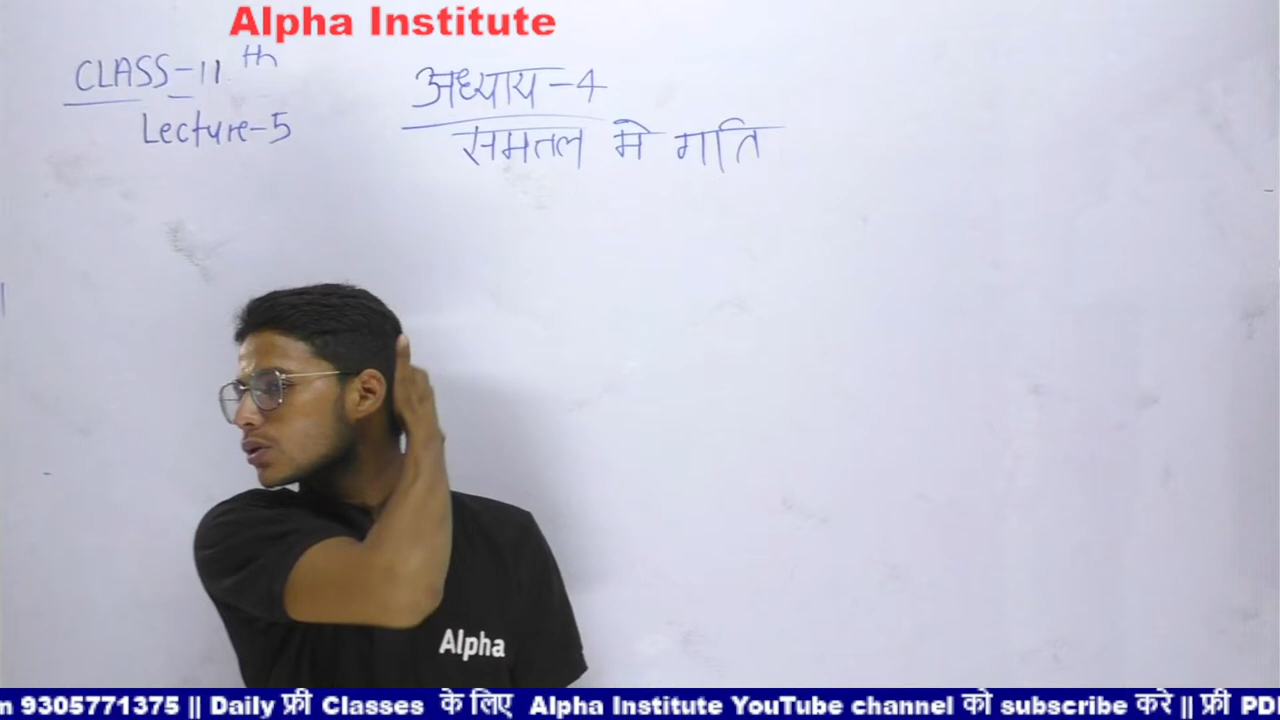 Alpha Institute
CLASS-11th
Lecture-5
अध्याय-4
समतल मे गति
Alpha
9305771375 || Daily फ्री Classes के लिए Alpha Institute YouTube channel को subscribe करे || फ्री